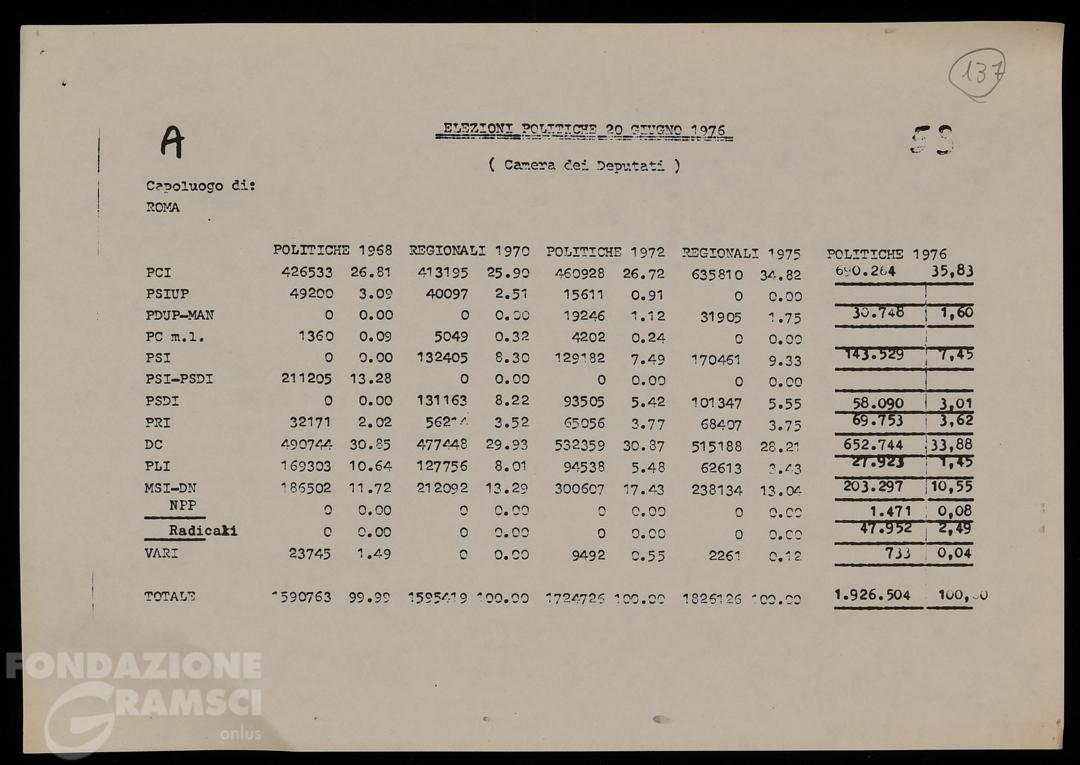 137
A
ELEZIONI POLITICHE 20 GIUGNO 1976
53
( Camera dei Deputati )
Capoluogo di:
ROMA
POLITICHE 1968 REGIONALI 1970 POLITICHE 1972 REGIONALI 1975 POLITICHE 1976
PCI 426533 26.81 413195 25.90 460928 26.72 635810 34.82 690.264 35,83
PSIUP 49200 3.09 40097 2.51 15611 0.91 0 0.00
PDUP-MAN 0 0.00 0 0.00 19246 1.12 31905 1.75 30.748 1,60
PC m.l. 1360 0.09 5049 0.32 4202 0.24 0 0.00
PSI 0 0.00 132405 8.30 129182 7.49 170461 9.33 143.529 7,45
PSI-PSDI 211205 13.28 0 0.00 0 0.00 0 0.00
PSDI 0 0.00 131163 8.22 93505 5.42 101347 5.55 58.090 3,01
PRI 32171 2.02 3.52 65056 3.77 68407 3.75 69.753 3,62
DC 490744 30.85 477448 29.93 532359 30.87 515188 28.21 652.744 33,88
PLI 169303 10.64 127756 8.01 94538 5.48 62613 3.43 27.923 1,45
MSI-DN 186502 11.72 212092 13.29 300607 17.43 238134 13.04 203.297 10,55
NPP 0 0.00 0 0.00 0 0.00 0 0.00 1.471 0,08
Radicali 0 0.00 0 0.00 0 0.00 0 0.00 47.952 2,49
VARI 23745 1.49 0 0.00 9492 0.55 2261 0.12 733 0,04
TOTALE 1590763 99.99 1595419 100.00 1724726 100.00 1826126 100.00 1.926.504 100,00
FONDAZIONE
GRAMSCI
onlus